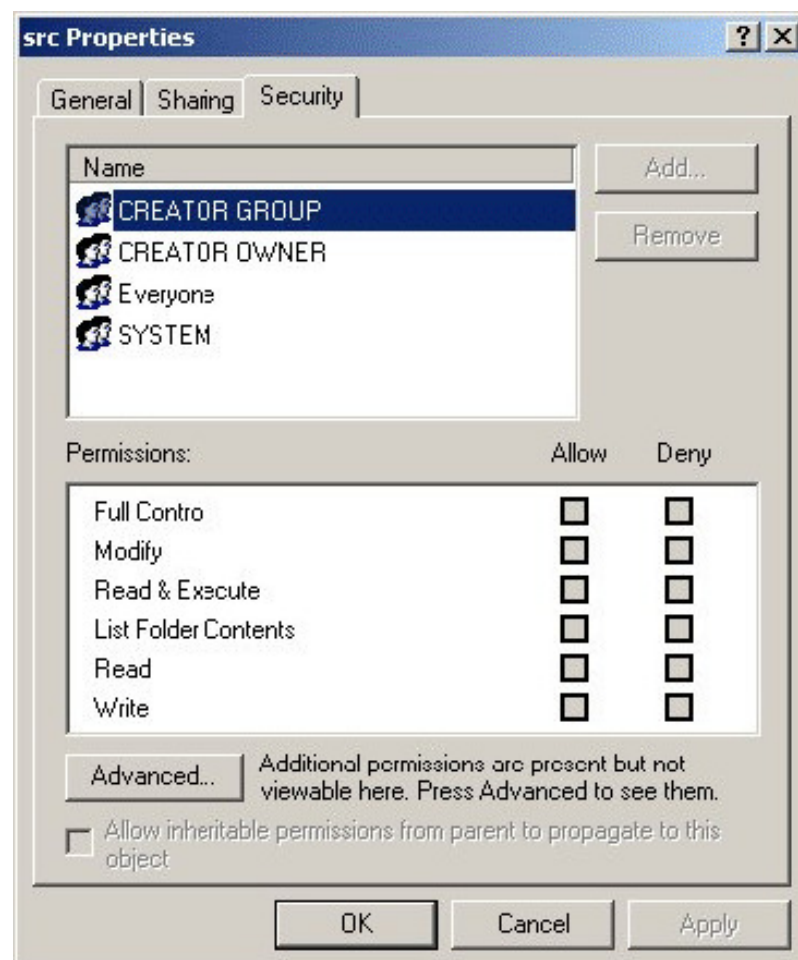 src Properties
?
General Sharing Security
Name
Add...
CREATOR GROUP
Remove
CREATOR OWNER
Everyone
SYSTEM
Permissions: Allow Deny
Full Contro
Modify
Read & Execute
List Folder Contents
Read
Write
Advanced... Additional permissions are present but not
viewable here. Press Advanced to see them.
Allow inheritable permissions from parent to propagate to this
object
OK Cancel Apply